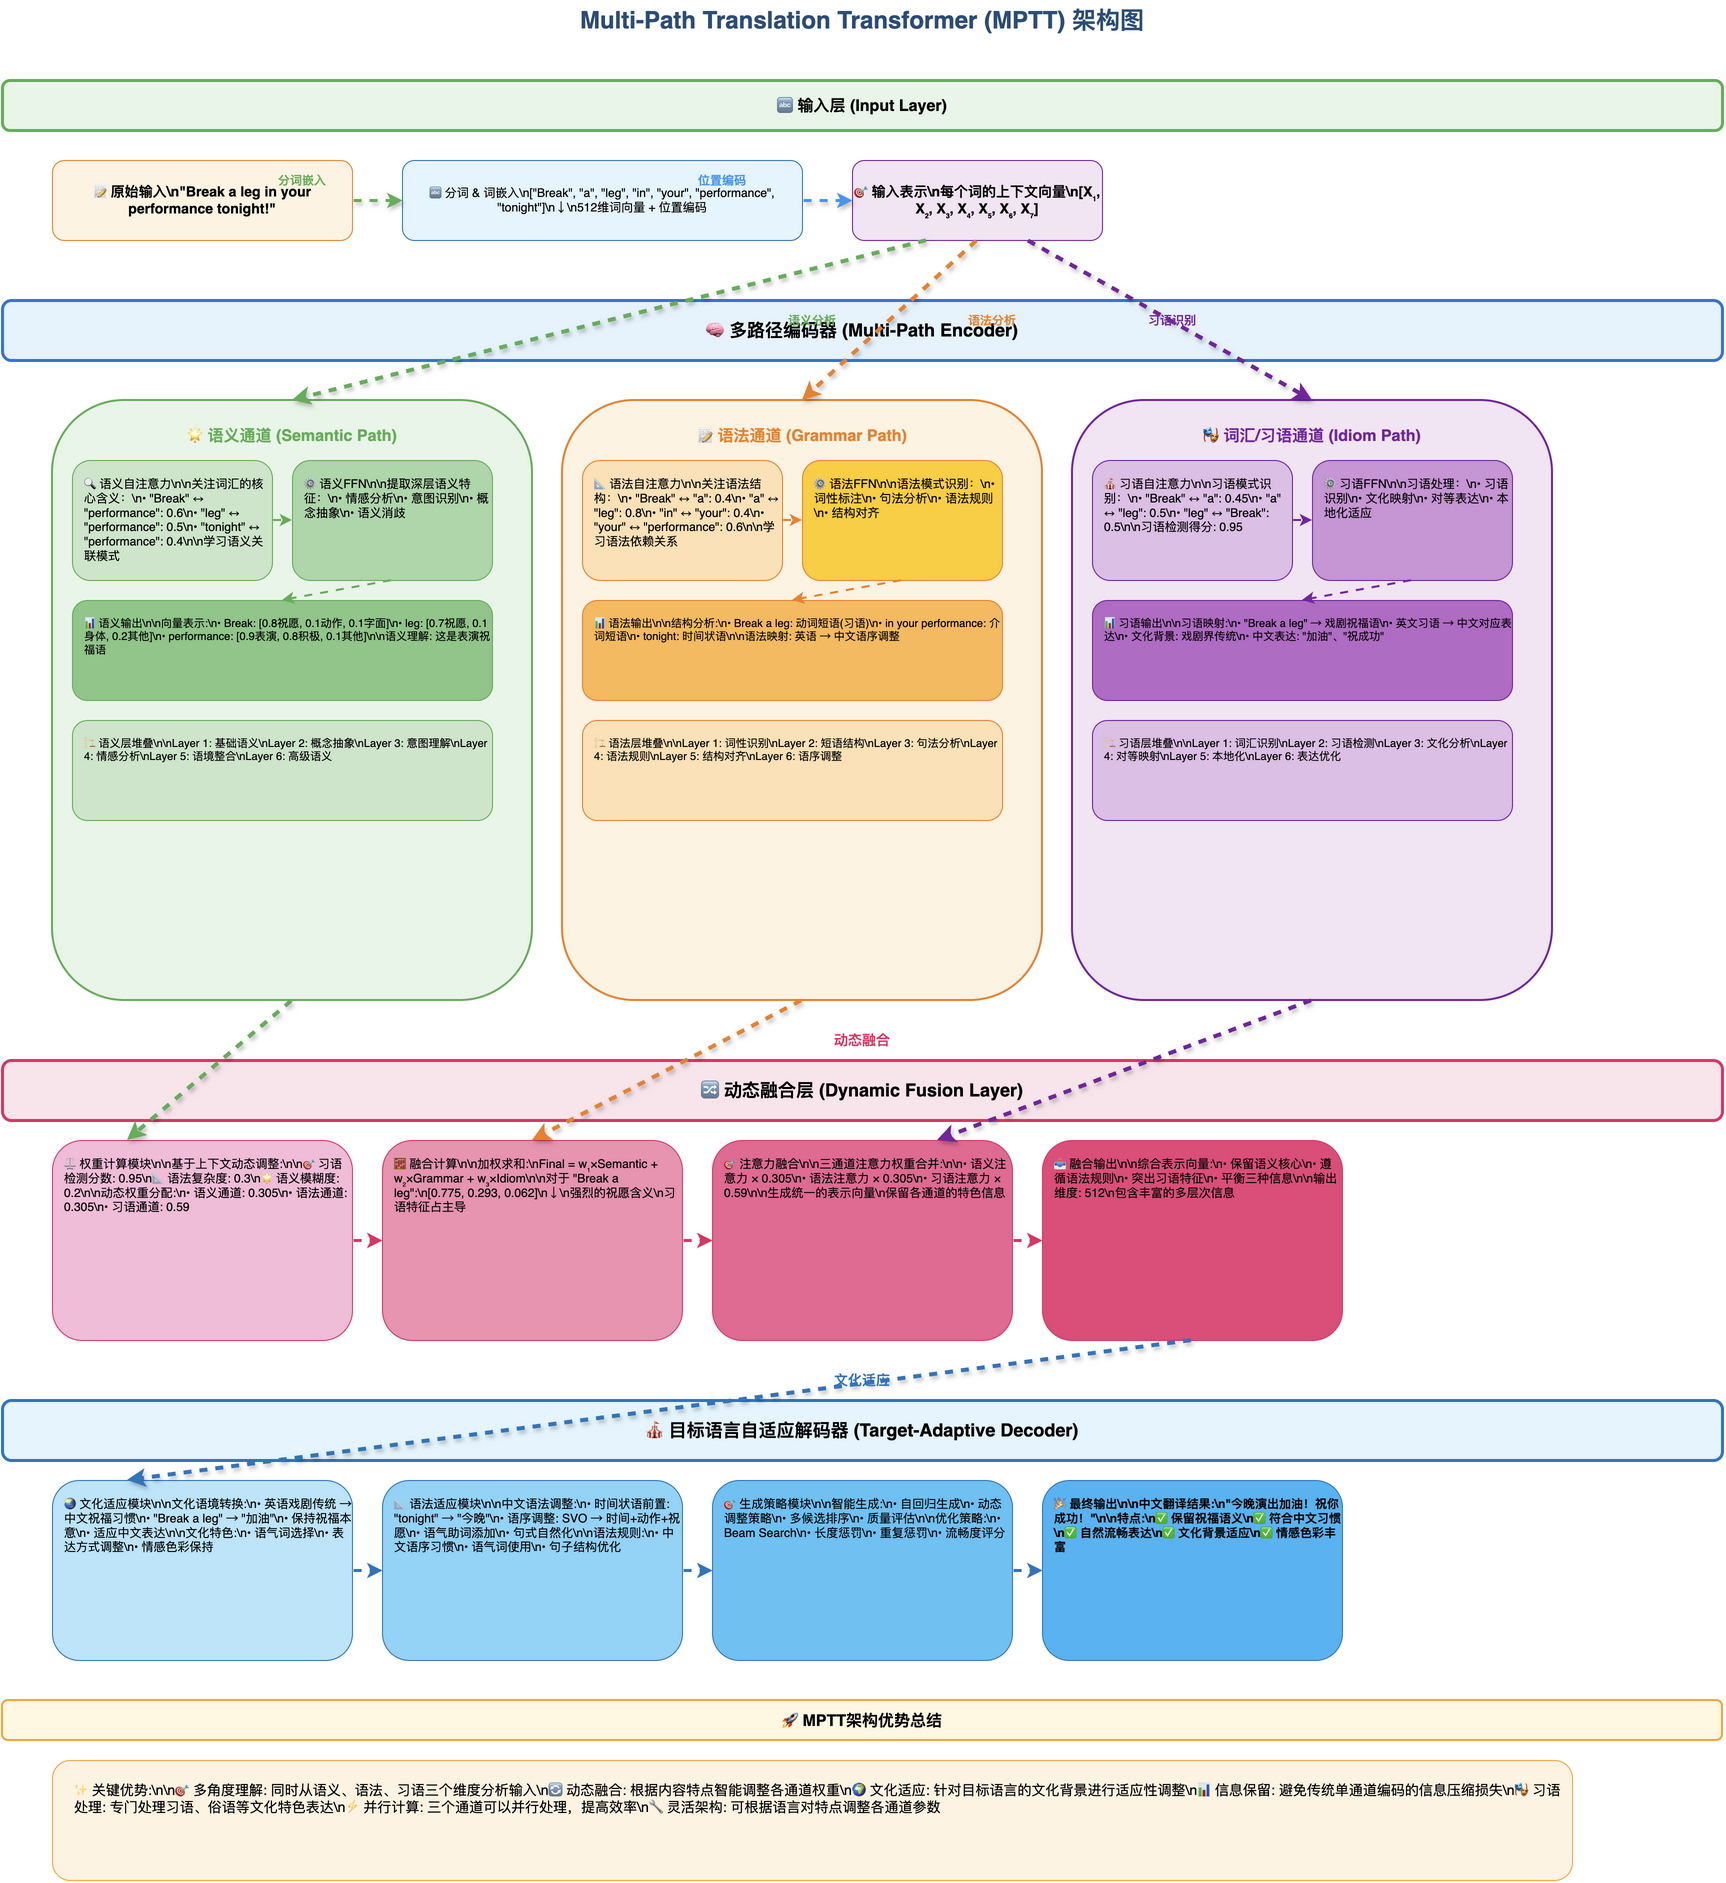 Multi-Path Translation Transformer (MPTT) 架构图
🔤 输入层 (Input Layer)
📝 原始输入\n"Break a leg in your
performance tonight!"
分词嵌入
🔤 分词 & 词嵌入\n["Break", "a", "leg", "in", "your", "performance",
"tonight"]\n↓\n512维词向量 + 位置编码
位置编码
🎯 输入表示\n每个词的上下文向量\n[X₁,
X₂, X₃, X₄, X₅, X₆, X₇]
语义分析
语法分析
习语识别
🧠 多路径编码器 (Multi-Path Encoder)
🌟 语义通道 (Semantic Path)
🔍 语义自注意力\n\n关注词汇的核
心含义：\n• "Break" ↔
"performance": 0.6\n• "leg" ↔
"performance": 0.5\n• "tonight" ↔
"performance": 0.4\n\n学习语义关
联模式
⚙️ 语义FFN\n\n提取深层语义特
征：\n• 情感分析\n• 意图识别\n• 概
念抽象\n• 语义消歧
📊 语义输出\n\n向量表示:\n• Break: [0.8祝愿, 0.1动作, 0.1字面]\n• leg: [0.7祝愿, 0.1
身体, 0.2其他]\n• performance: [0.9表演, 0.8积极, 0.1其他]\n\n语义理解: 这是表演祝
福语
🏗️ 语义层堆叠\n\nLayer 1: 基础语义\nLayer 2: 概念抽象\nLayer 3: 意图理解\nLayer
4: 情感分析\nLayer 5: 语境整合\nLayer 6: 高级语义
📝 语法通道 (Grammar Path)
📐 语法自注意力\n\n关注语法结
构：\n• "Break" ↔ "a": 0.4\n• "a" ↔
"leg": 0.8\n• "in" ↔ "your": 0.4\n•
"your" ↔ "performance": 0.6\n\n学
习语法依赖关系
⚙️ 语法FFN\n\n语法模式识别：\n•
词性标注\n• 句法分析\n• 语法规则
\n• 结构对齐
📊 语法输出\n\n结构分析:\n• Break a leg: 动词短语(习语)\n• in your performance: 介
词短语\n• tonight: 时间状语\n\n语法映射: 英语 → 中文语序调整
🏗️ 语法层堆叠\n\nLayer 1: 词性识别\nLayer 2: 短语结构\nLayer 3: 句法分析\nLayer
4: 语法规则\nLayer 5: 结构对齐\nLayer 6: 语序调整
🎭 词汇/习语通道 (Idiom Path)
🎪 习语自注意力\n\n习语模式识
别：\n• "Break" ↔ "a": 0.45\n• "a"
↔ "leg": 0.5\n• "leg" ↔ "Break":
0.5\n\n习语检测得分: 0.95
⚙️ 习语FFN\n\n习语处理：\n• 习语
识别\n• 文化映射\n• 对等表达\n• 本
地化适应
📊 习语输出\n\n习语映射:\n• "Break a leg" → 戏剧祝福语\n• 英文习语 → 中文对应表
达\n• 文化背景: 戏剧界传统\n• 中文表达: "加油"、"祝成功"
🏗️ 习语层堆叠\n\nLayer 1: 词汇识别\nLayer 2: 习语检测\nLayer 3: 文化分析\nLayer
4: 对等映射\nLayer 5: 本地化\nLayer 6: 表达优化
动态融合
🔀 动态融合层 (Dynamic Fusion Layer)
⚖️ 权重计算模块\n\n基于上下文动态调整:\n\n🎯 习语
检测分数: 0.95\n📐 语法复杂度: 0.3\n🌟 语义模糊度:
0.2\n\n动态权重分配:\n• 语义通道: 0.305\n• 语法通道:
0.305\n• 习语通道: 0.59
🧮 融合计算\n\n加权求和:\nFinal = w₁×Semantic +
w₂×Grammar + w₃×Idiom\n\n对于 "Break a
leg":\n[0.775, 0.293, 0.062]\n↓\n强烈的祝愿含义\n习
语特征占主导
🎯 注意力融合\n\n三通道注意力权重合并:\n\n• 语义注
意力 × 0.305\n• 语法注意力 × 0.305\n• 习语注意力 ×
0.59\n\n生成统一的表示向量\n保留各通道的特色信息
📤 融合输出\n\n综合表示向量:\n• 保留语义核心\n• 遵
循语法规则\n• 突出习语特征\n• 平衡三种信息\n\n输出
维度: 512\n包含丰富的多层次信息
文化适应
🎪 目标语言自适应解码器 (Target-Adaptive Decoder)
🌏 文化适应模块\n\n文化语境转换:\n• 英语戏剧传统 →
中文祝福习惯\n• "Break a leg" → "加油"\n• 保持祝福本
意\n• 适应中文表达\n\n文化特色:\n• 语气词选择\n• 表
达方式调整\n• 情感色彩保持
📐 语法适应模块\n\n中文语法调整:\n• 时间状语前置:
"tonight" → "今晚"\n• 语序调整: SVO → 时间+动作+祝
愿\n• 语气助词添加\n• 句式自然化\n\n语法规则:\n• 中
文语序习惯\n• 语气词使用\n• 句子结构优化
🎯 生成策略模块\n\n智能生成:\n• 自回归生成\n• 动态
调整策略\n• 多候选排序\n• 质量评估\n\n优化策略:\n•
Beam Search\n• 长度惩罚\n• 重复惩罚\n• 流畅度评分
🎉 最终输出\n\n中文翻译结果:\n"今晚演出加油！祝你
成功！"\n\n特点:\n✅ 保留祝福语义\n✅ 符合中文习惯
\n✅ 自然流畅表达\n✅ 文化背景适应\n✅ 情感色彩丰
富
🚀 MPTT架构优势总结
✨ 关键优势:\n\n🎯 多角度理解: 同时从语义、语法、习语三个维度分析输入\n🔄 动态融合: 根据内容特点智能调整各通道权重\n🌍 文化适应: 针对目标语言的文化背景进行适应性调整\n📊 信息保留: 避免传统单通道编码的信息压缩损失\n🎭 习语
处理: 专门处理习语、俗语等文化特色表达\n⚡ 并行计算: 三个通道可以并行处理，提高效率\n🔧 灵活架构: 可根据语言对特点调整各通道参数